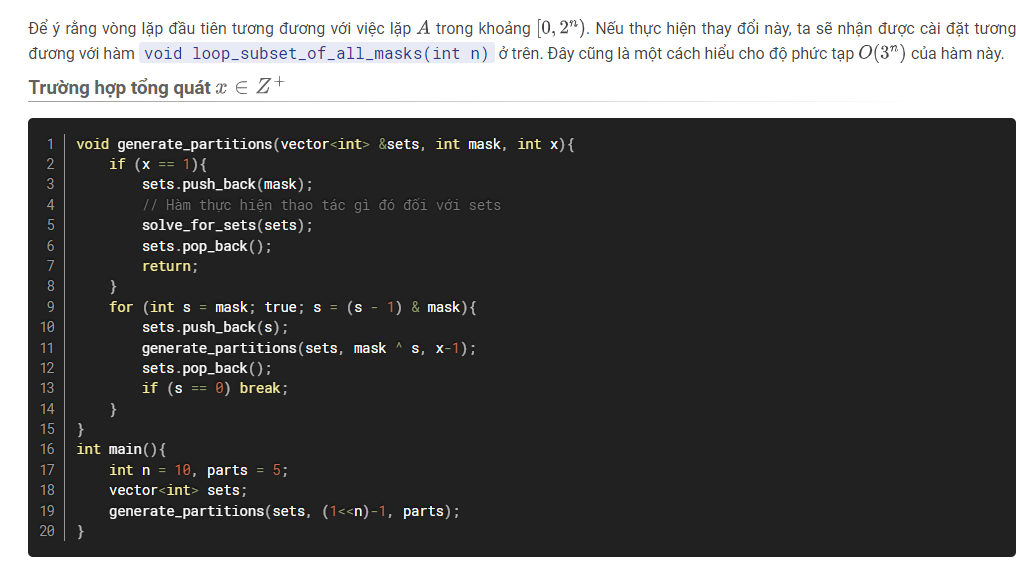 Để ý rằng vòng lặp đầu tiên tương đương với việc lặp A trong khoảng [0, 2ⁿ). Nếu thực hiện thay đổi này, ta sẽ nhận được cài đặt tương
đương với hàm void loop_subset_of_all_masks(int n) ở trên. Đây cũng là một cách hiểu cho độ phức tạp O(3ⁿ) của hàm này.
Trường hợp tổng quát x ∈ Z⁺
1 void generate_partitions(vector<int> &sets, int mask, int x){
2     if (x == 1){
3         sets.push_back(mask);
4         // Hàm thực hiện thao tác gì đó đối với sets
5         solve_for_sets(sets);
6         sets.pop_back();
7         return;
8     }
9     for (int s = mask; true; s = (s - 1) & mask){
10         sets.push_back(s);
11         generate_partitions(sets, mask ^ s, x-1);
12         sets.pop_back();
13         if (s == 0) break;
14     }
15 }
16 int main(){
17     int n = 10, parts = 5;
18     vector<int> sets;
19     generate_partitions(sets, (1<<n)-1, parts);
20 }